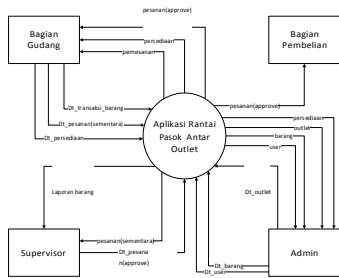 pesanan(approve)
Bagian
Gudang
persediaan
pemesanan
Bagian
Pembelian
Dt_transaksi_barang
Dt_pesanan(sementara)
Dt_persediaan
Aplikasi Rantai
Pasok Antar
Outlet
pesanan(approve)
persediaan
outlet
barang
user
Laporan barang
Dt_outlet
Supervisor
pesanan(sementara)
Dt_pesana
n(approve)
Dt_barang
Dt_user
Admin